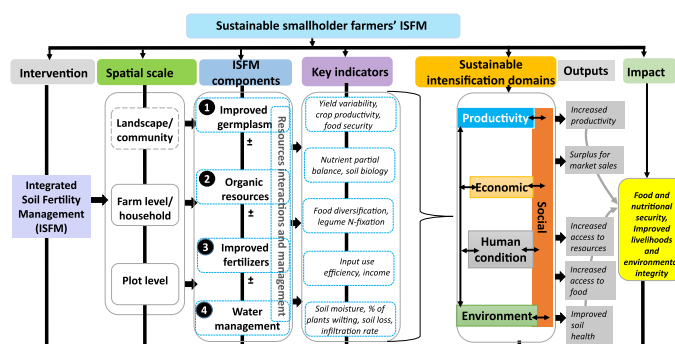 Sustainable smallholder farmers' ISFM
Intervention
Spatial scale
ISFM
components
Key indicators
Sustainable
intensification domains
Outputs
Impact
Integrated
Soil Fertility
Management
(ISFM)
Landscape/
community
Farm level/
household
Plot level
1
Improved
germplasm
±
2
Organic
resources
±
3
Improved
fertilizers
±
4
Water
management
Resources interactions and management
Yield variability,
crop productivity,
food security
Nutrient partial
balance, soil biology
Food diversification,
legume N-fixation
Input use
efficiency, income
Soil moisture, % of
plants wilting, soil loss,
infiltration rate
Productivity
Economic
Human
condition
Environment
Social
Increased
productivity
Surplus for
market sales
Increased
access to
resources
Increased
access to
food
Improved
soil
health
Food and
nutritional
security,
Improved
livelihoods
and
environmental
integrity